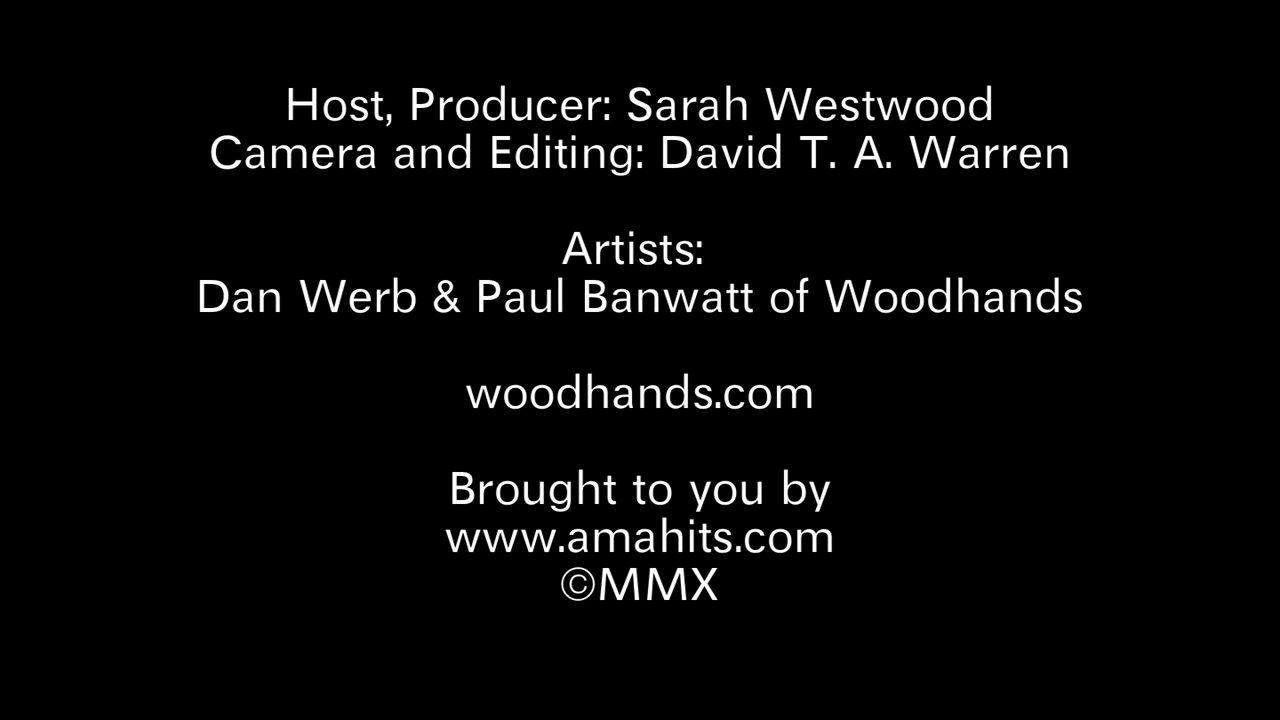 Host, Producer: Sarah Westwood
Camera and Editing: David T. A. Warren
Artists:
Dan Werb & Paul Banwatt of Woodhands
woodhands.com
Brought to you by
www.amahits.com
©MMX